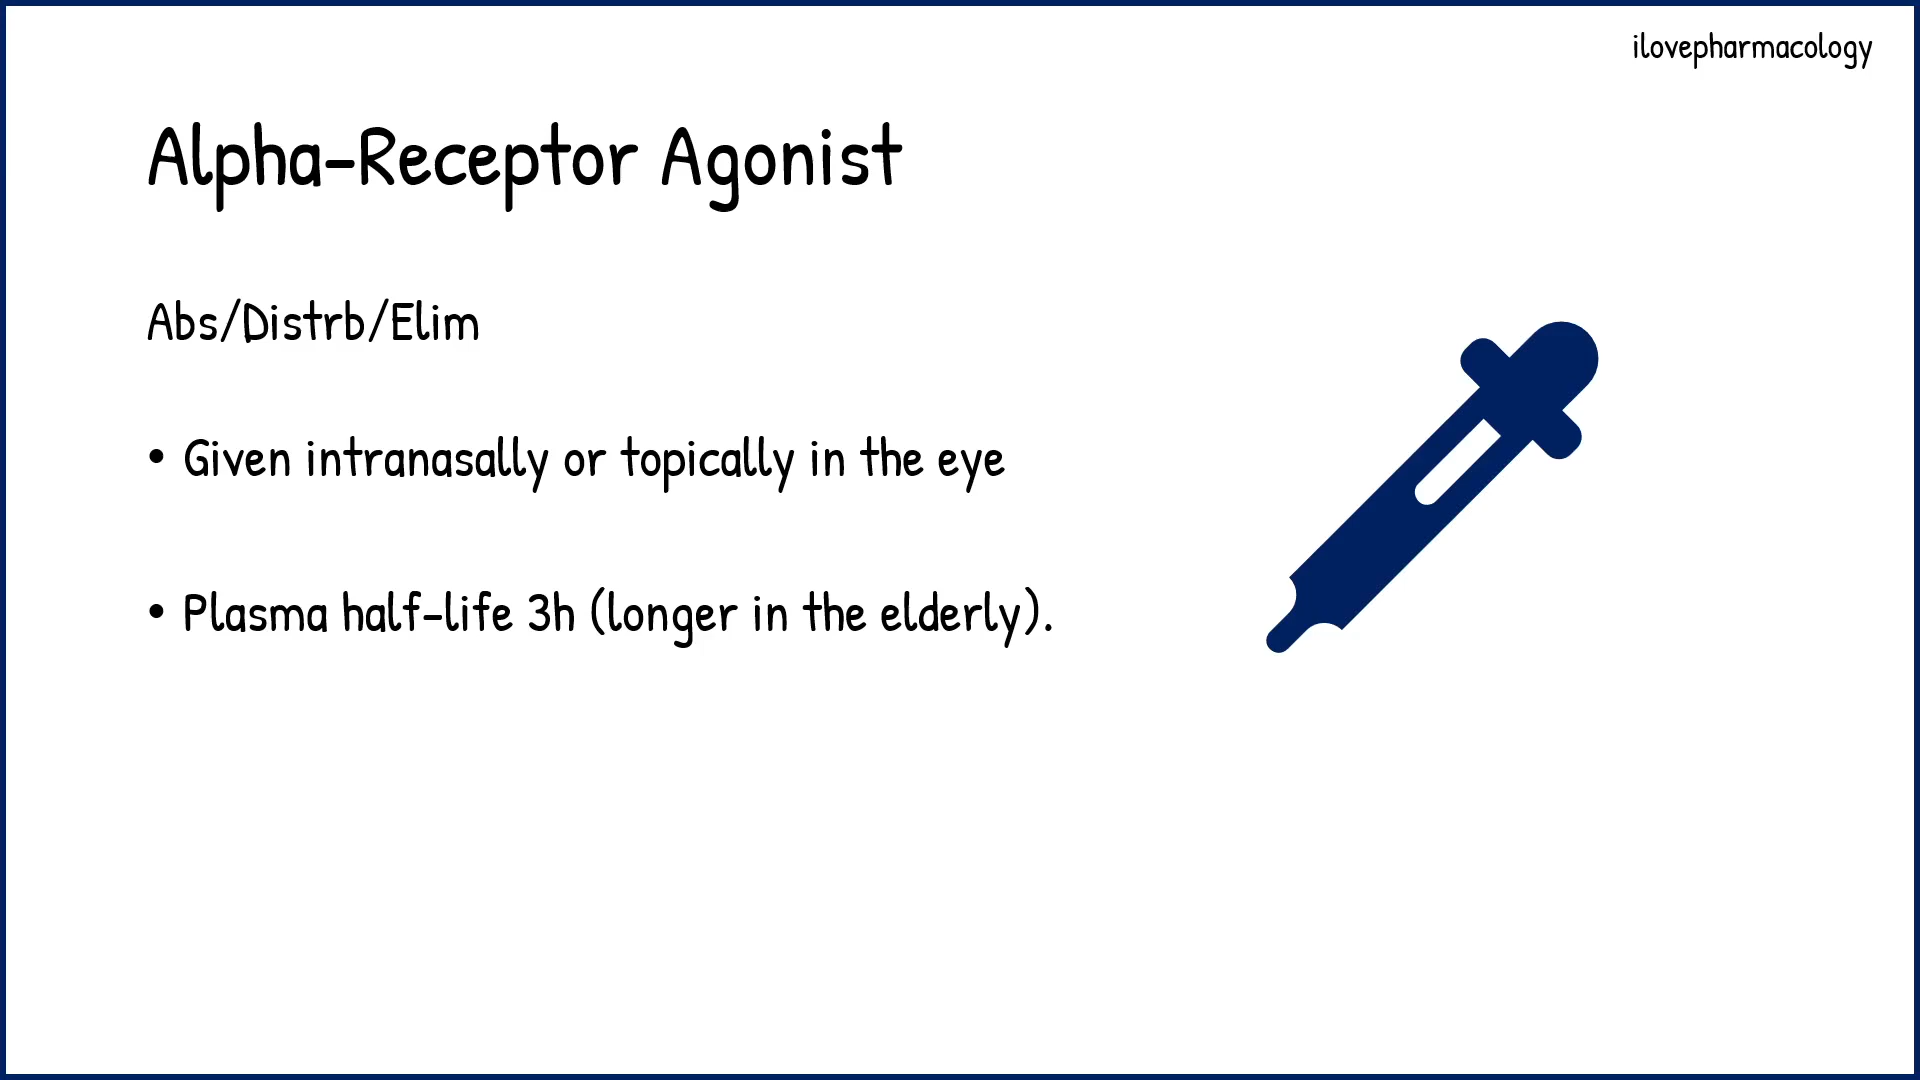 ilovepharmacology
Alpha-Receptor Agonist
Abs/Distrb/Elim
• Given intranasally or topically in the eye
• Plasma half-life 3h (longer in the elderly).